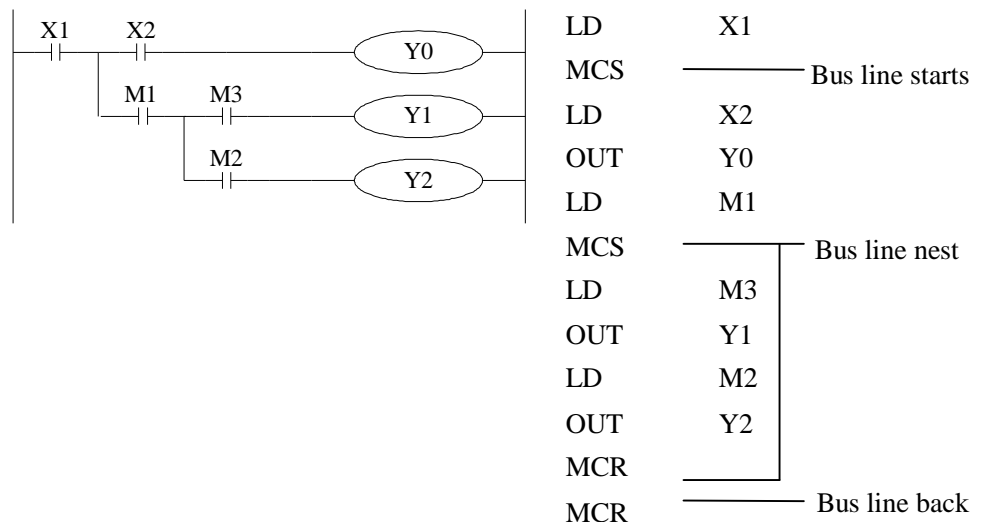 X1 X2
Y0
M1 M3
Y1
M2
Y2
LD X1
MCS Bus line starts
LD X2
OUT Y0
LD M1
MCS Bus line nest
LD M3
OUT Y1
LD M2
OUT Y2
MCR
MCR Bus line back